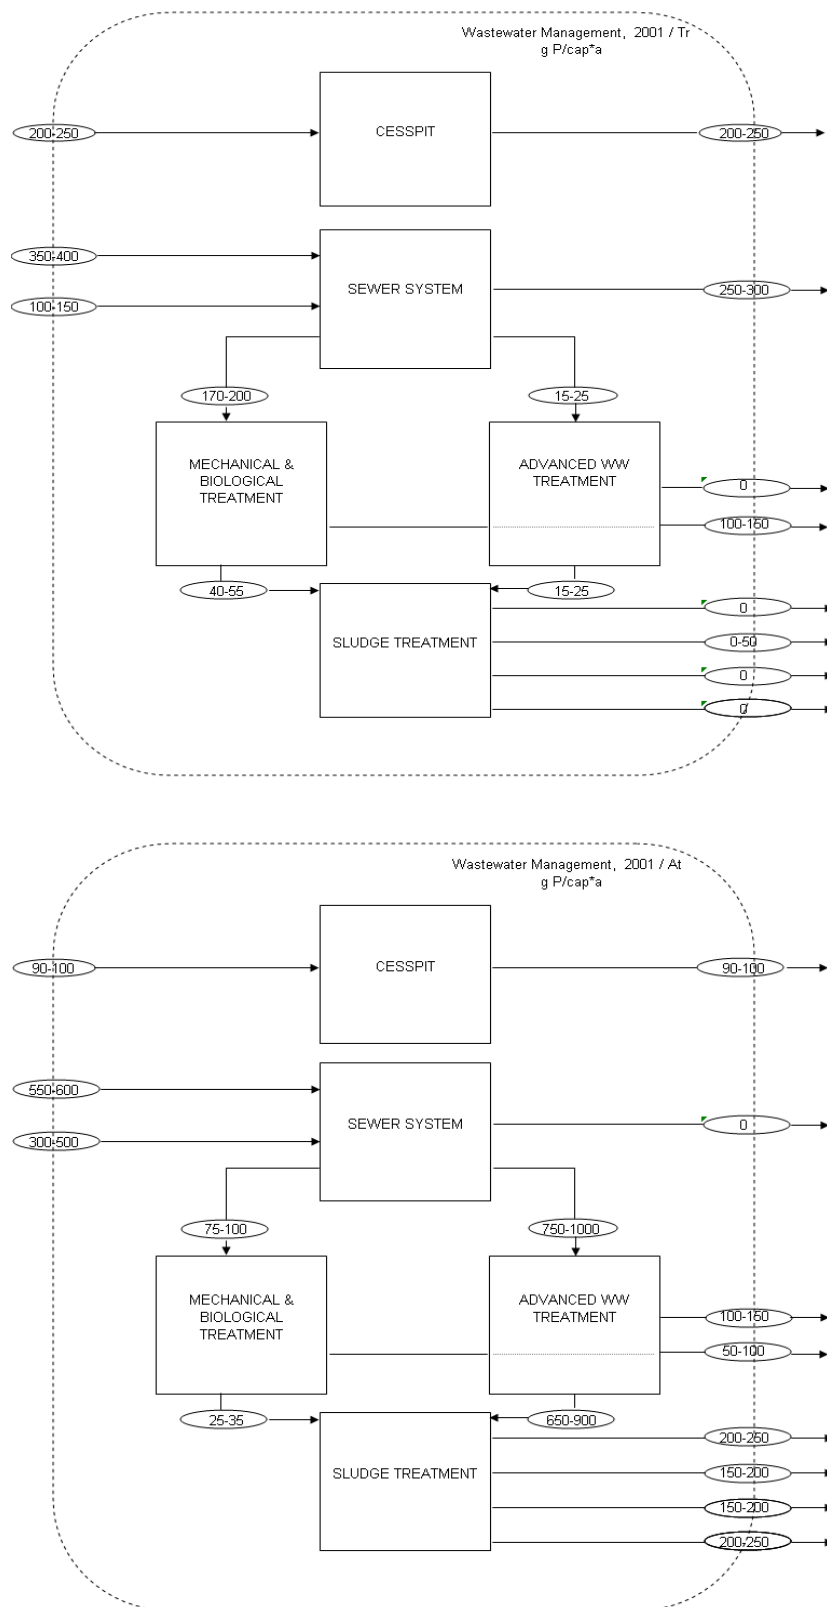 Wastewater Management, 2001 / Tr
g P/cap*a
CESSPIT
200-250
200-250
350-400
SEWER SYSTEM
250-300
100-150
170-200
15-25
MECHANICAL &
BIOLOGICAL
TREATMENT
ADVANCED WW
TREATMENT
0
100-150
40-55
15-25
SLUDGE TREATMENT
0
0-50
0
0/
Wastewater Management, 2001 / At
g P/cap*a
CESSPIT
90-100
90-100
550-600
SEWER SYSTEM
0
300-500
75-100
750-1000
MECHANICAL &
BIOLOGICAL
TREATMENT
ADVANCED WW
TREATMENT
100-150
50-100
25-35
650-900
SLUDGE TREATMENT
200-250
150-200
150-200
200-250